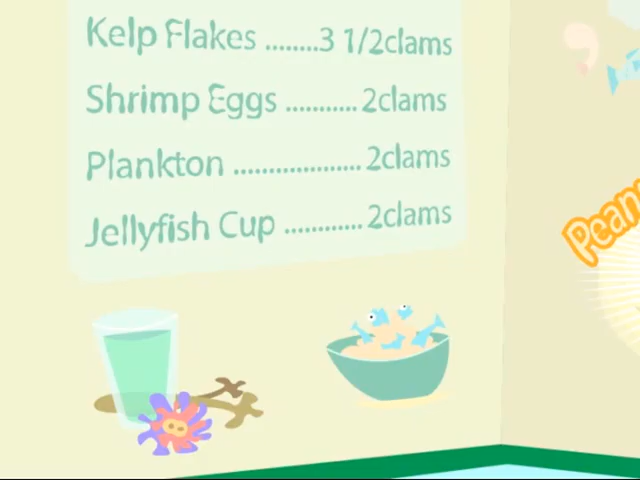 Kelp Flakes ........3 1/2clams
Shrimp Eggs ...........2clams
Plankton ...................2clams
Jellyfish Cup ............2clams